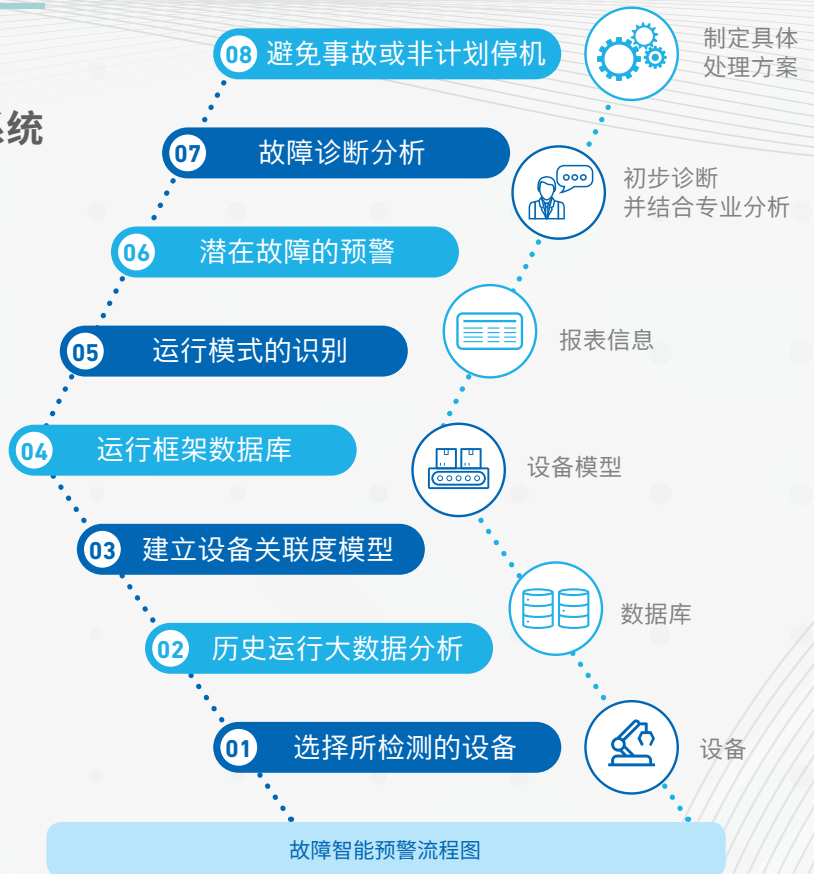 08 避免事故或非计划停机
制定具体
处理方案
系统
07 故障诊断分析
初步诊断
并结合专业分析
06 潜在故障的预警
05 运行模式的识别
报表信息
04 运行框架数据库
设备模型
03 建立设备关联度模型
数据库
02 历史运行大数据分析
01 选择所检测的设备
设备
故障智能预警流程图